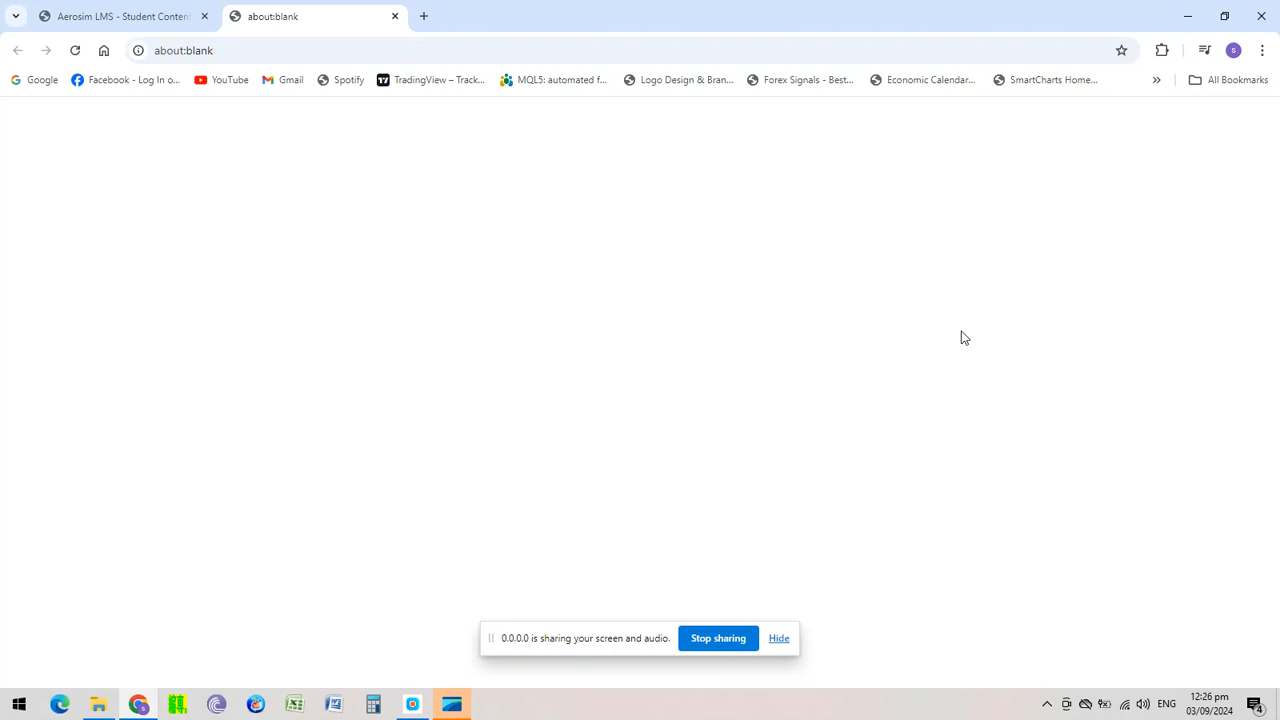 Aerosim LMS - Student Content
about:blank
about:blank
Google
Facebook - Log In o...
YouTube
Gmail
Spotify
TradingView – Track...
MQL5: automated f...
Logo Design & Bran...
Forex Signals - Best...
Economic Calendar...
SmartCharts Home...
All Bookmarks
0.0.0.0 is sharing your screen and audio.
Stop sharing
Hide
ENG
12:26 pm
03/09/2024